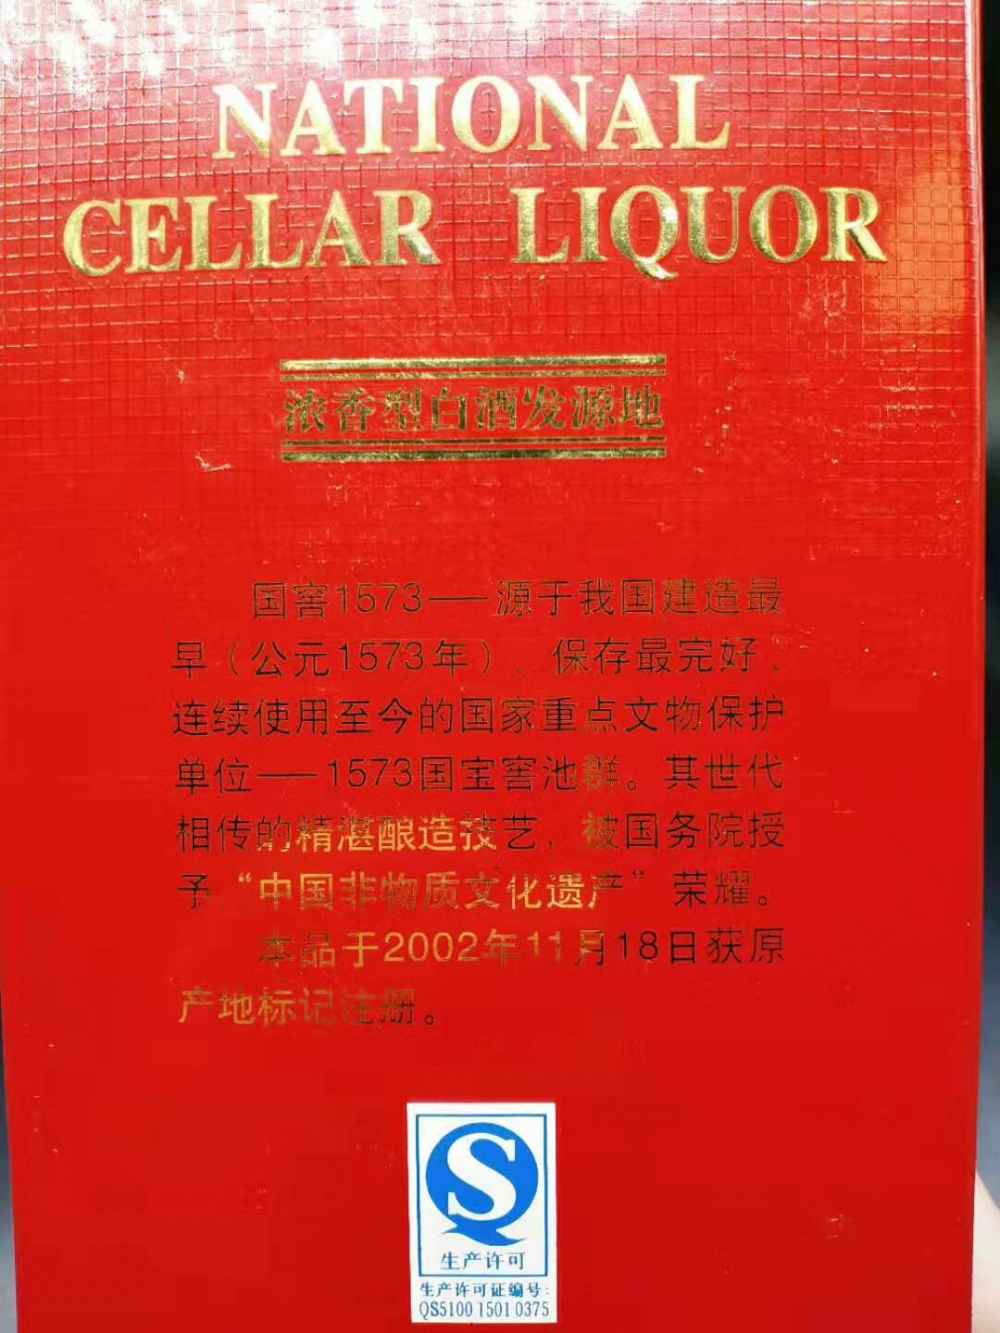 NATIONAL
CELLAR LIQUOR
浓香型白酒发源地
国窖1573——源于我国建造最
早（公元1573年）、保存最完好、
连续使用至今的国家重点文物保护
单位——1573国宝窖池群。其世代
相传的精湛酿造技艺，被国务院授
予“中国非物质文化遗产”荣耀。
本品于2002年11月18日获原
产地标记注册。
S
生产许可
生产许可证编号:
QS5100 1501 0375